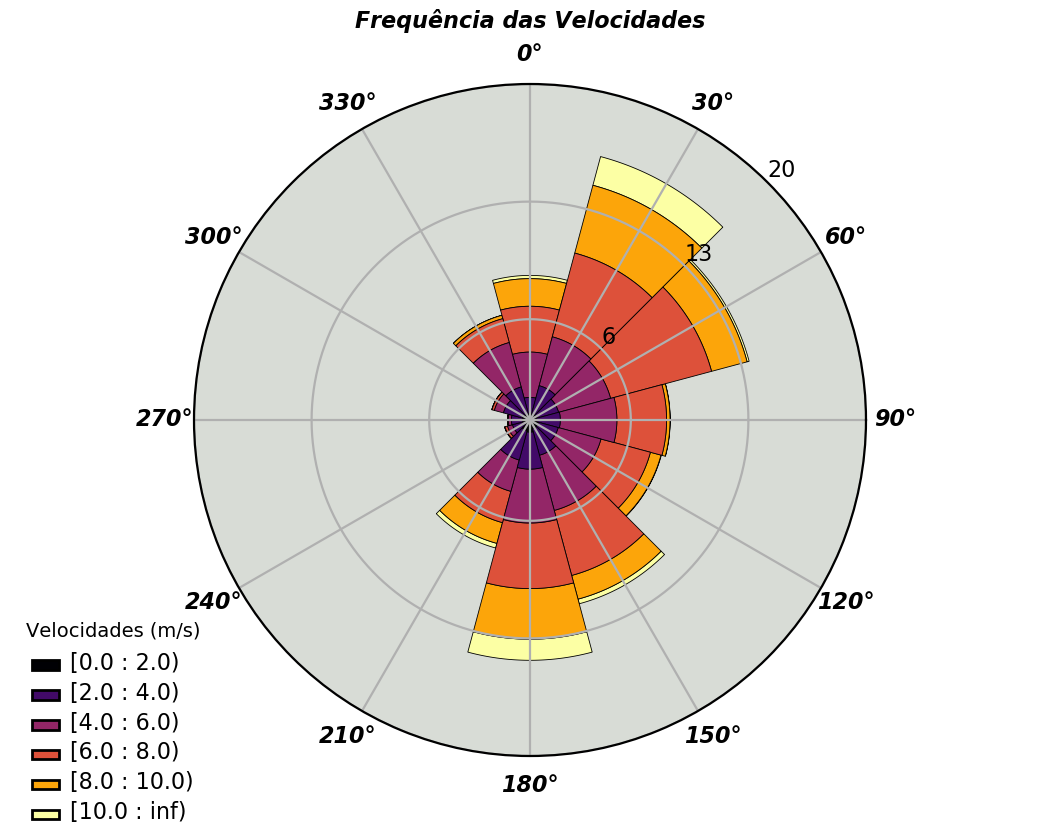 Frequência das Velocidades
0°
330°
30°
20
300°
60°
13
6
270°
90°
240°
120°
Velocidades (m/s)
[0.0 : 2.0)
[2.0 : 4.0)
[4.0 : 6.0)
210°
150°
[6.0 : 8.0)
[8.0 : 10.0)
180°
[10.0 : inf)